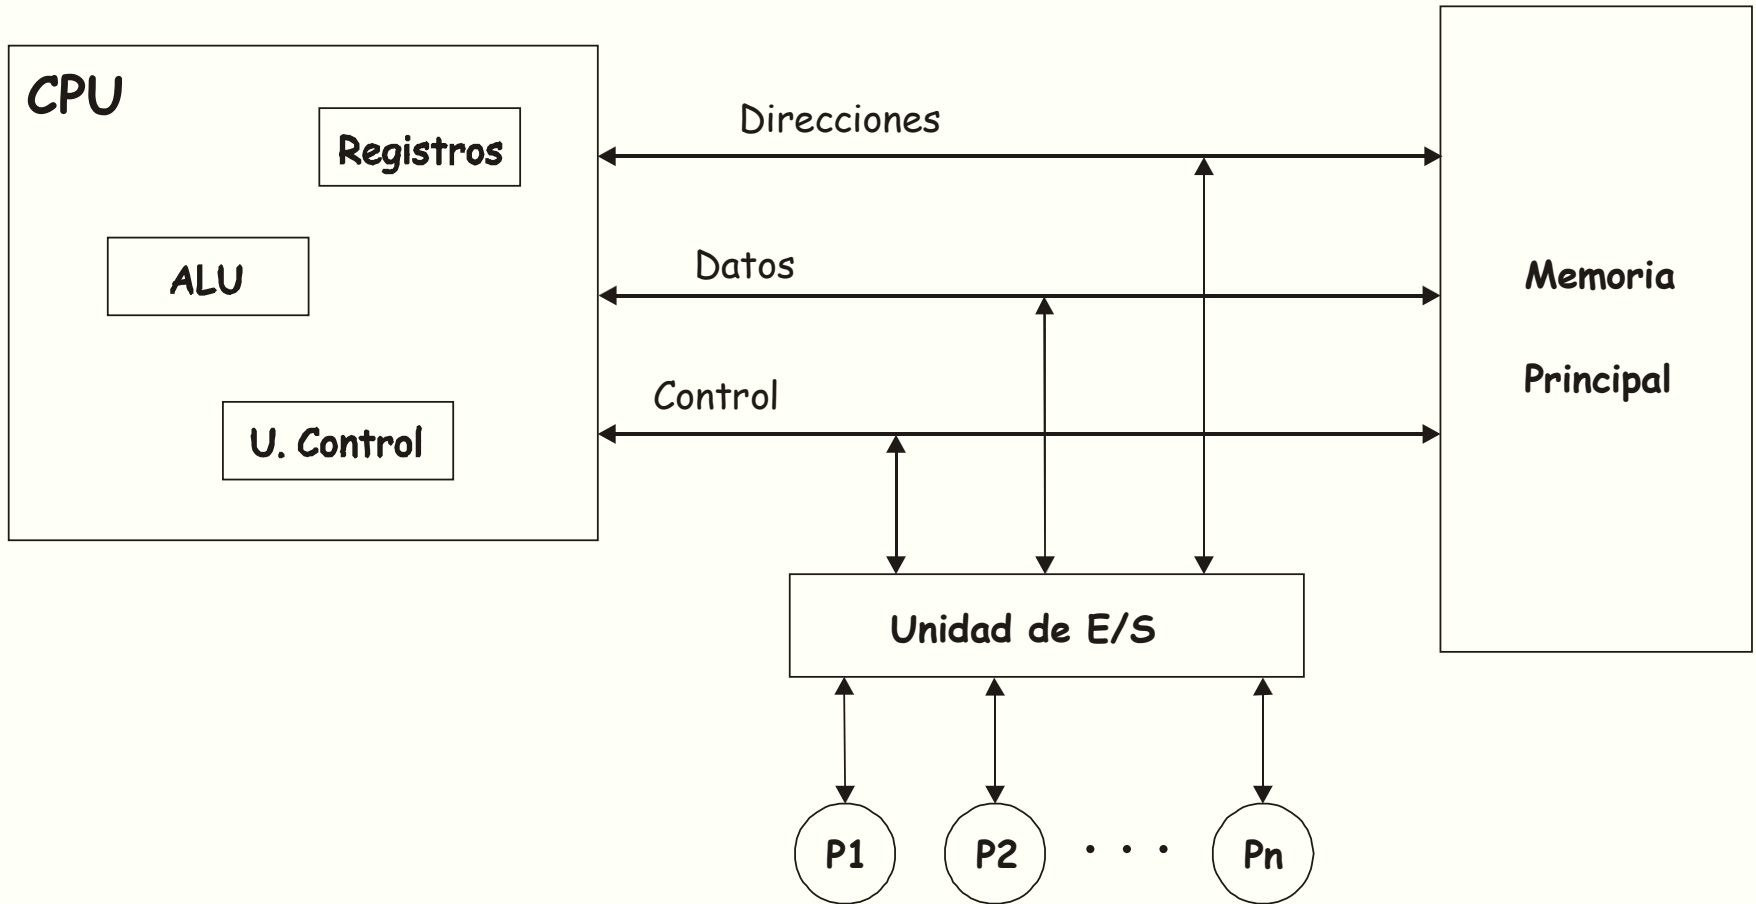 CPU
Registros
ALU
U. Control
Direcciones
Datos
Control
Memoria
Principal
Unidad de E/S
P1
P2
. . .
Pn